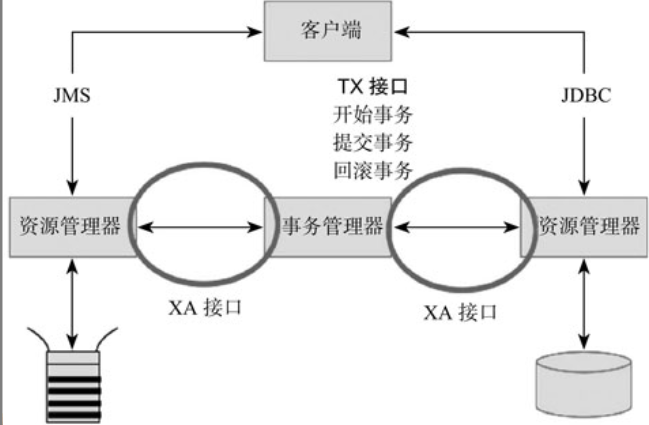 客户端
JMS
TX 接口
开始事务
提交事务
回滚事务
JDBC
资源管理器
事务管理器
资源管理器
XA 接口
XA 接口